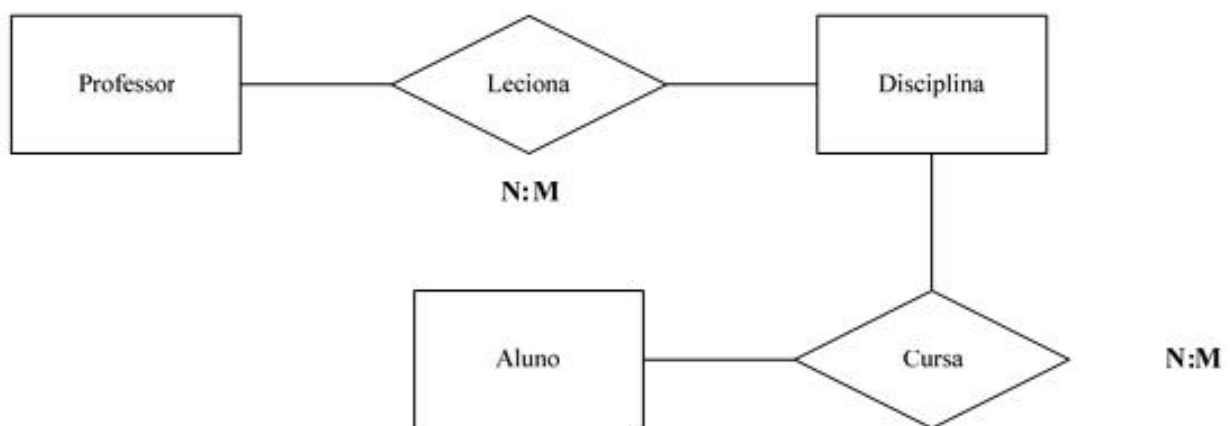 Professor
Leciona
Disciplina
N:M
Aluno
Cursa
N:M